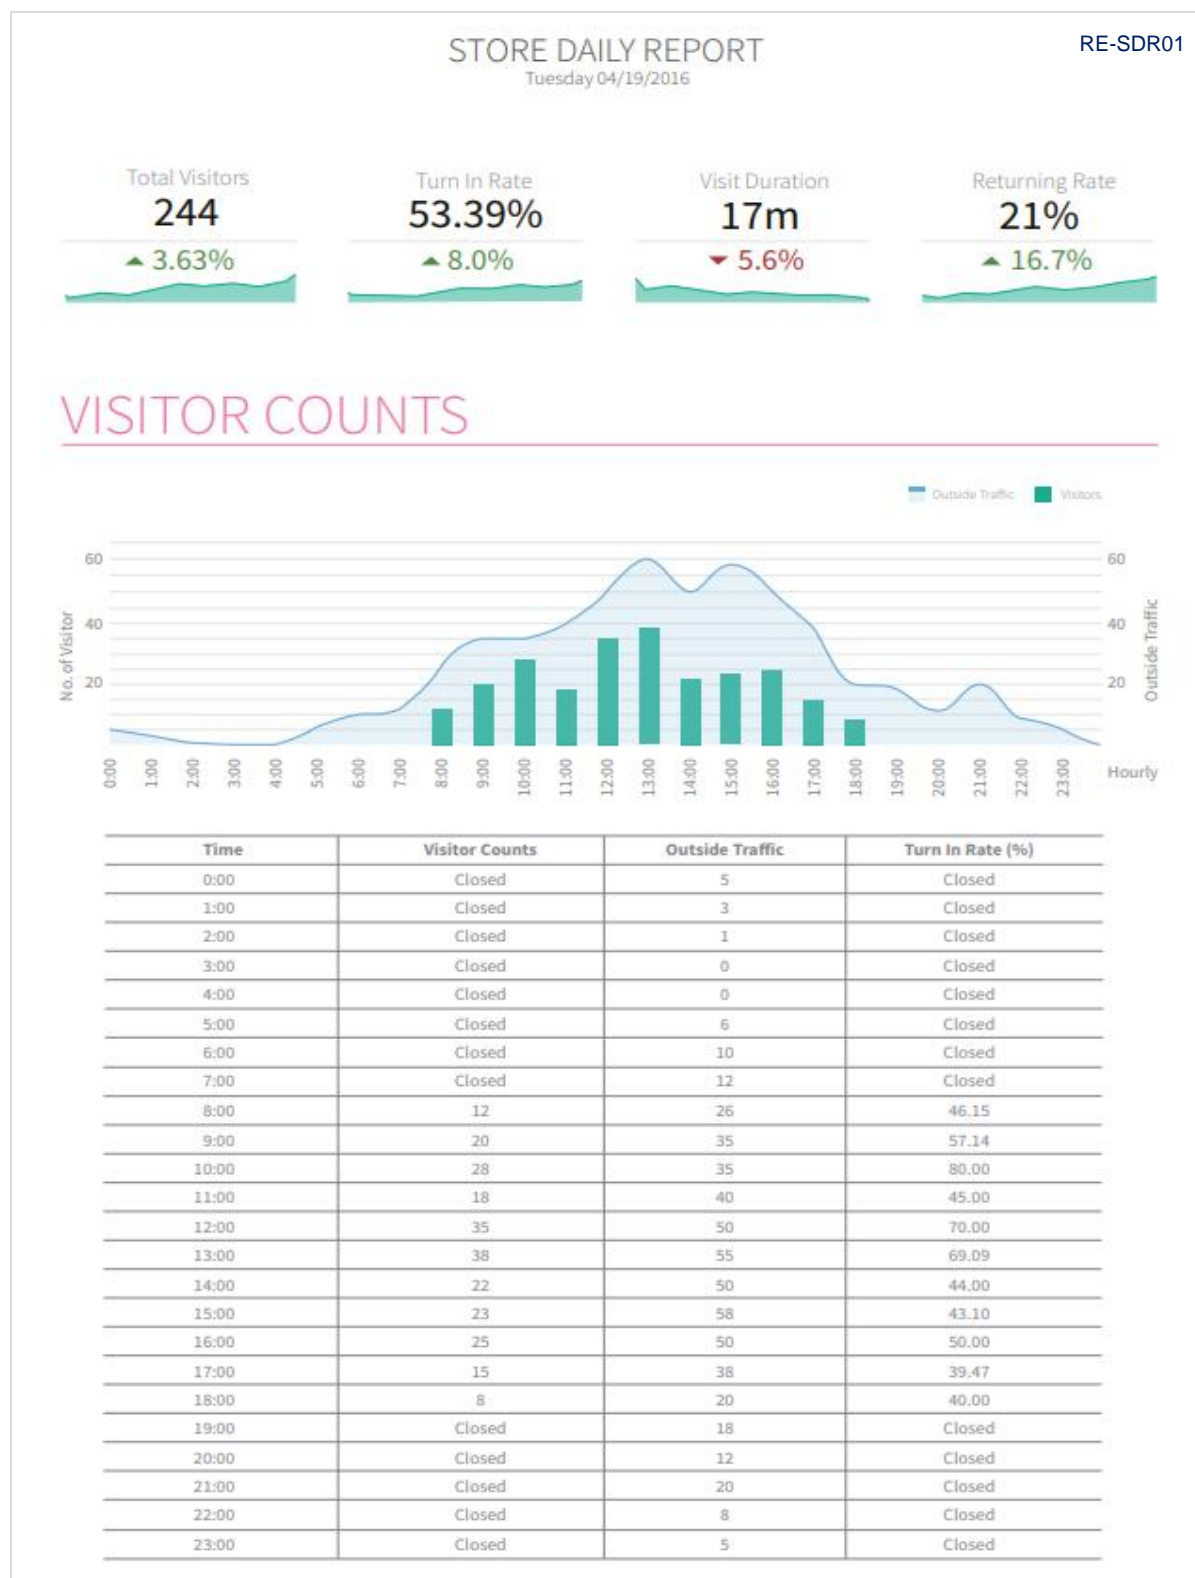 STORE DAILY REPORT
RE-SDR01
Tuesday 04/19/2016
Total Visitors
244
3.63%
Turn In Rate
53.39%
8.0%
Visit Duration
17m
5.6%
Returning Rate
21%
16.7%
VISITOR COUNTS
Outside Traffic Visitors
No. of Visitor
60
40
20
60
40
20
Outside Traffic
0:00 1:00 2:00 3:00 4:00 5:00 6:00 7:00 8:00 9:00 10:00 11:00 12:00 13:00 14:00 15:00 16:00 17:00 18:00 19:00 20:00 21:00 22:00 23:00 Hourly
Time Visitor Counts Outside Traffic Turn In Rate (%)
0:00 Closed 5 Closed
1:00 Closed 3 Closed
2:00 Closed 1 Closed
3:00 Closed 0 Closed
4:00 Closed 0 Closed
5:00 Closed 6 Closed
6:00 Closed 10 Closed
7:00 Closed 12 Closed
8:00 12 26 46.15
9:00 20 35 57.14
10:00 28 35 80.00
11:00 18 40 45.00
12:00 35 50 70.00
13:00 38 55 69.09
14:00 22 50 44.00
15:00 23 58 43.10
16:00 25 50 50.00
17:00 15 38 39.47
18:00 8 20 40.00
19:00 Closed 18 Closed
20:00 Closed 12 Closed
21:00 Closed 20 Closed
22:00 Closed 8 Closed
23:00 Closed 5 Closed